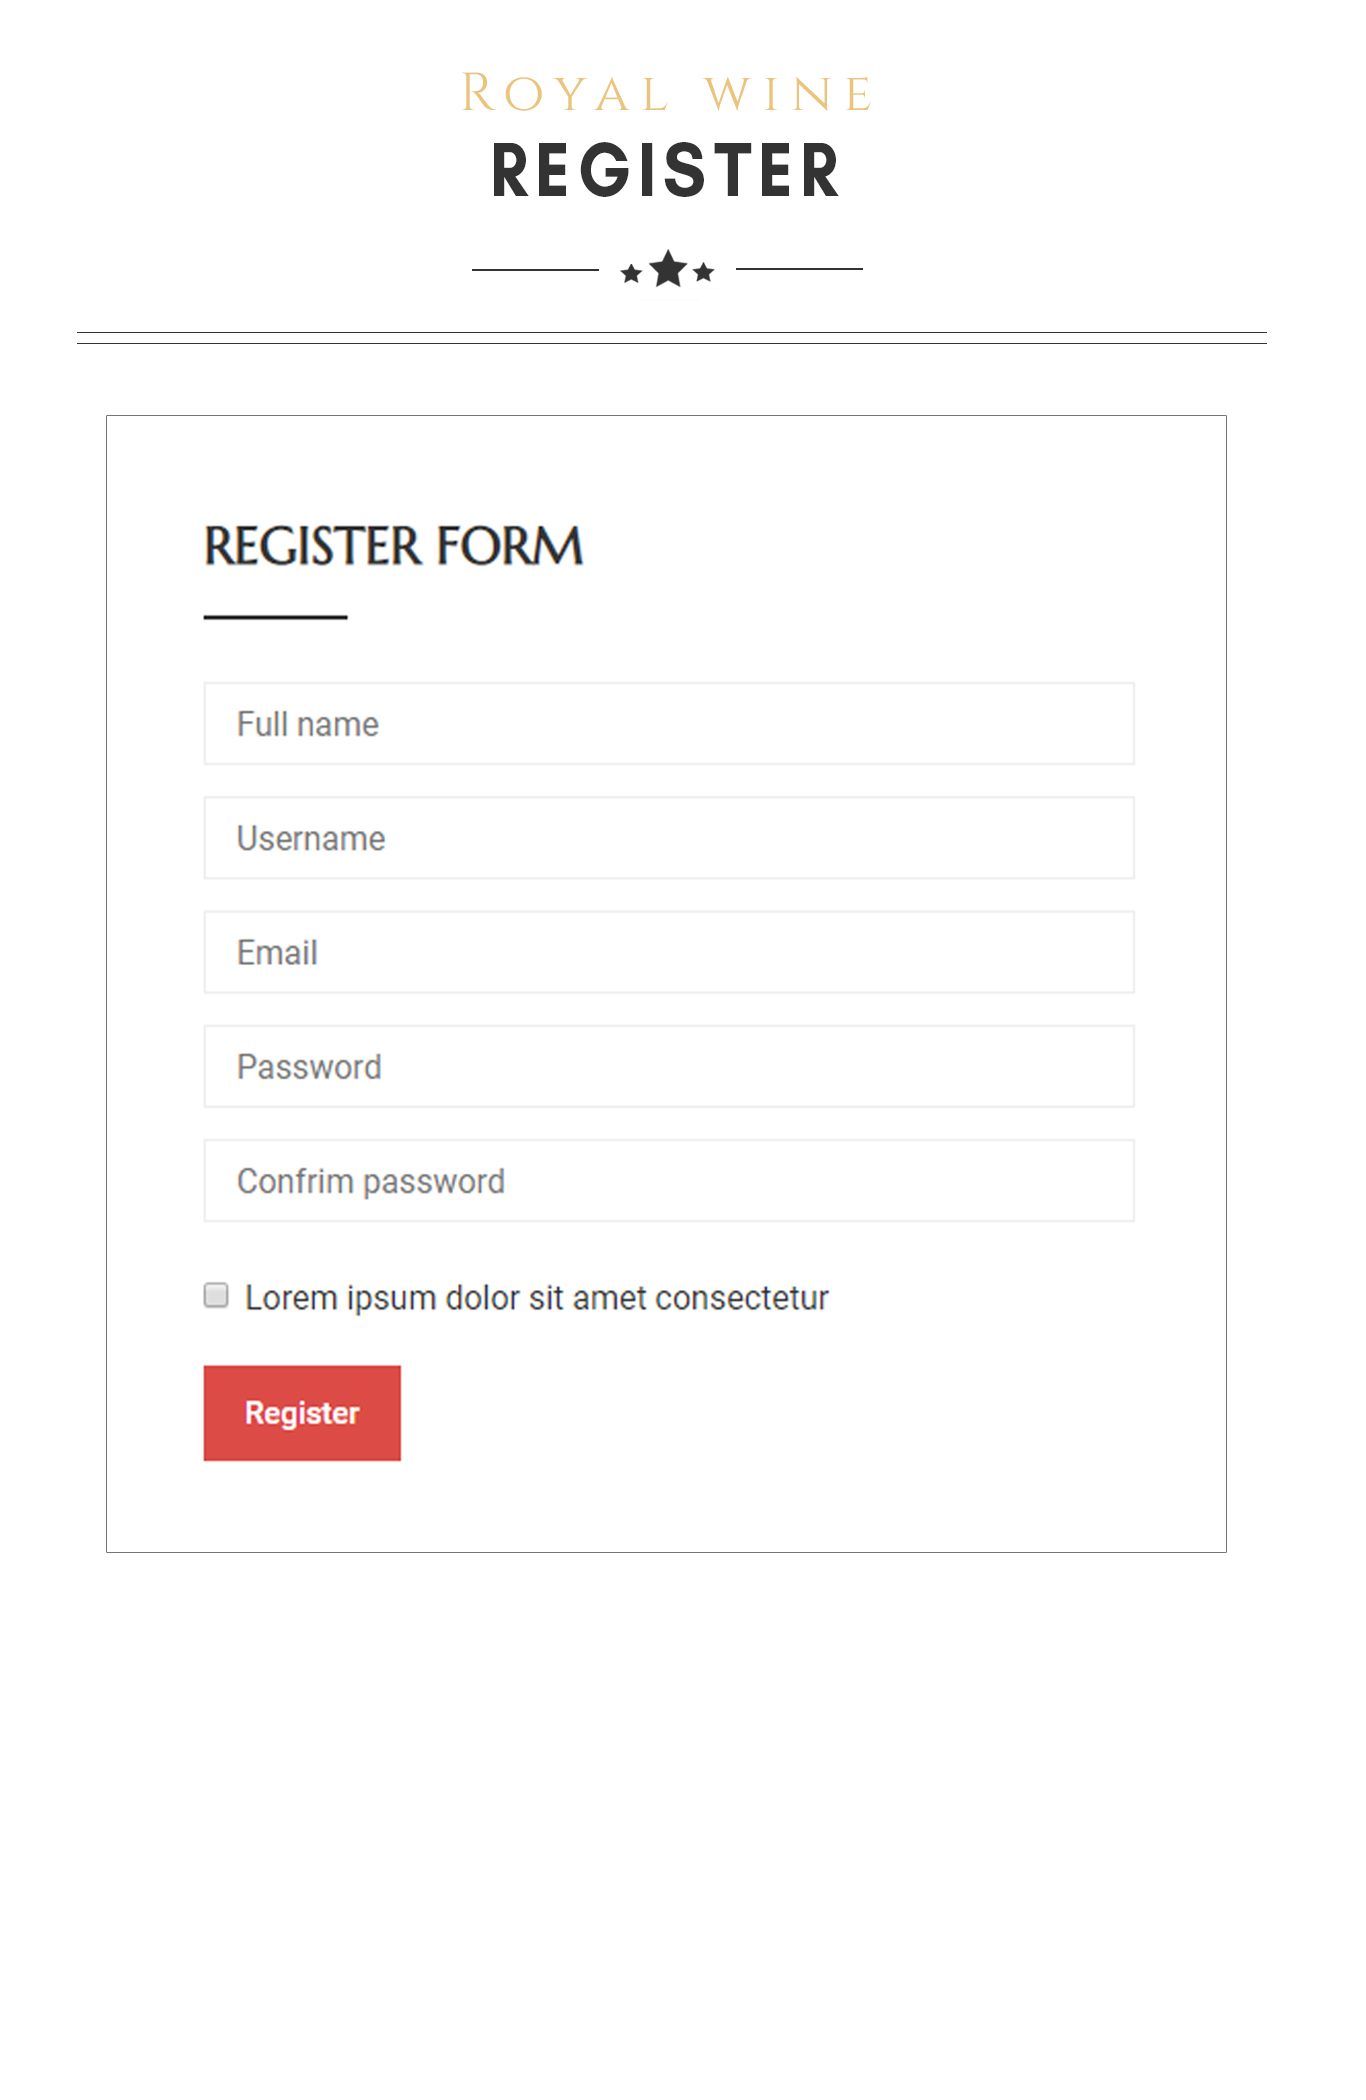 Royal wine
REGISTER
REGISTER FORM
Full name
Username
Email
Password
Confrim password
Lorem ipsum dolor sit amet consectetur
Register